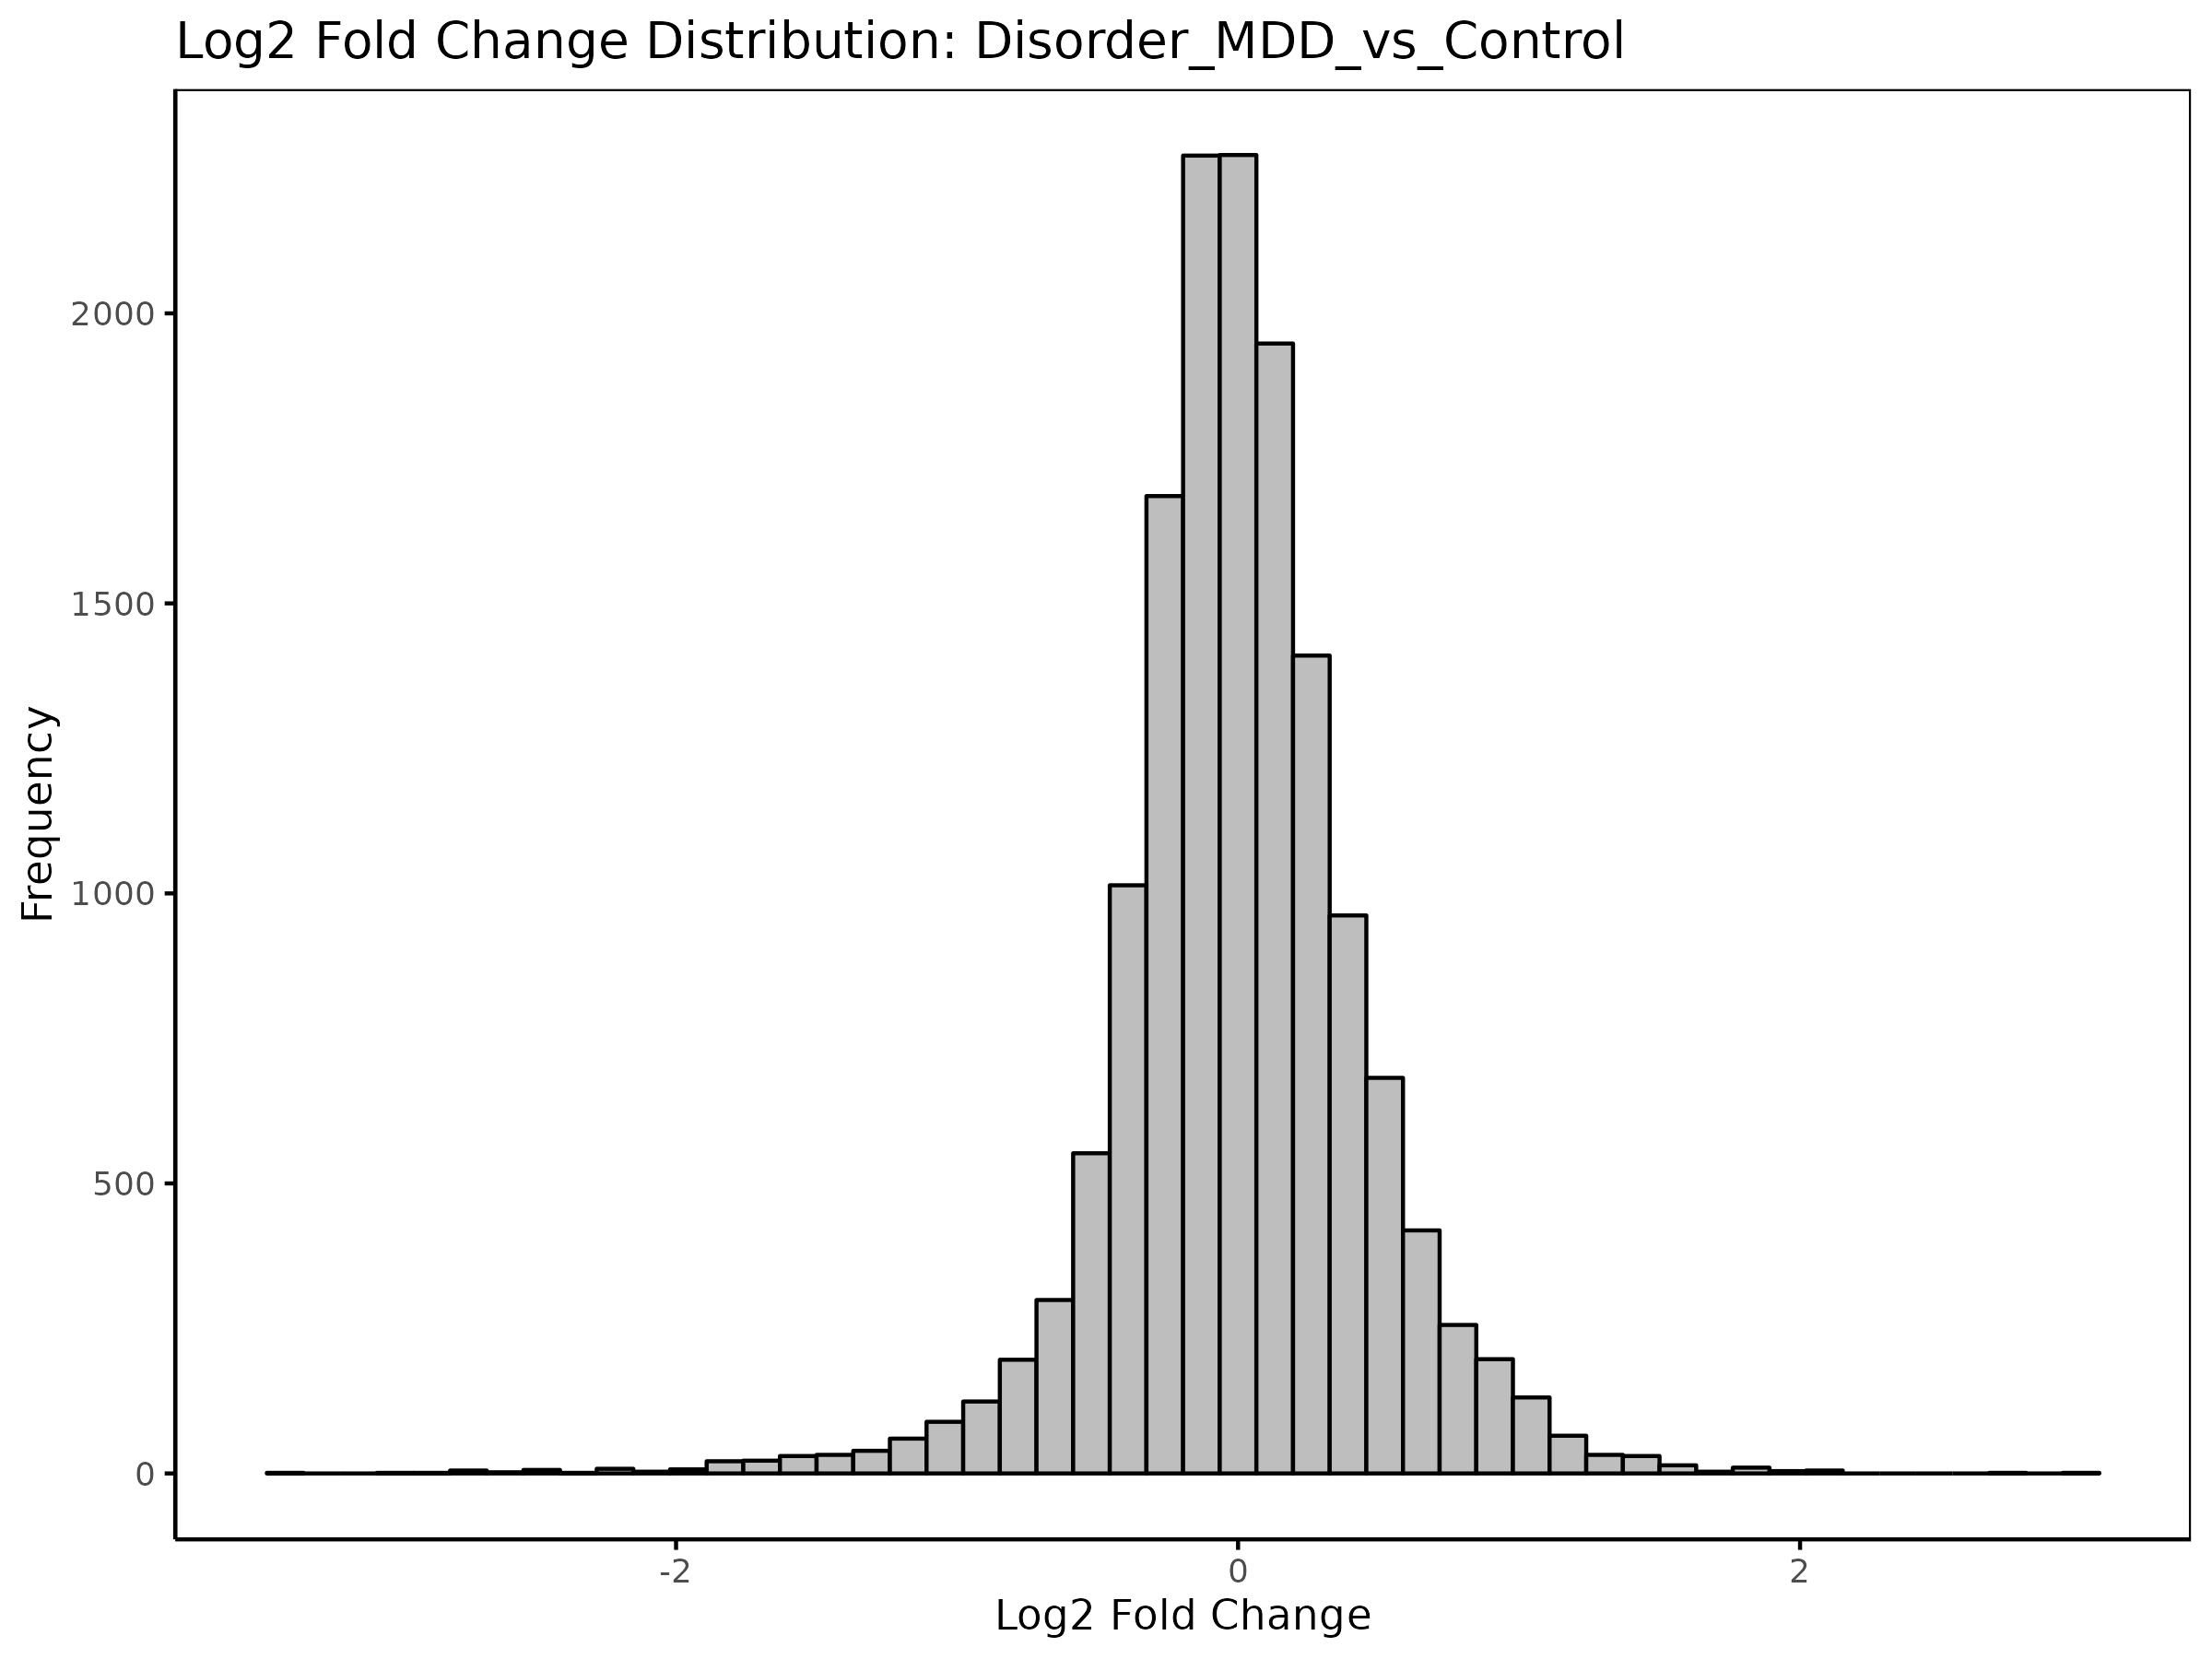 Log2 Fold Change Distribution: Disorder_MDD_vs_Control
Frequency
2000
1500
1000
500
0
-2 0 2
Log2 Fold Change